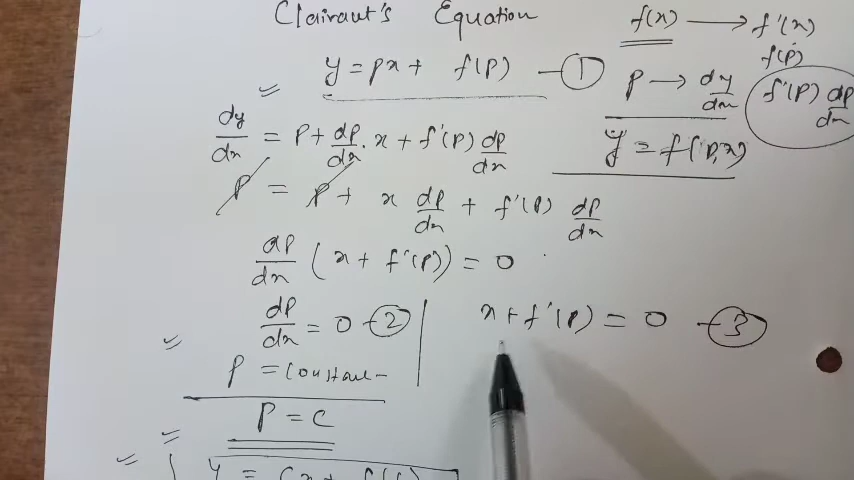 Clairaut's Equation
f(x) → f'(x)
f(p)
y = px + f(p) - ①
p → dy/dx
f'(p) dp/dx
dy/dx = p + dp/dx . x + f'(p) dp/dx
y = f(p,x)
p = p + x dp/dx + f'(p) dp/dx
dp/dx (x + f'(p)) = 0
dp/dx = 0 - ②
x + f'(p) = 0 - ③
p = constant
p = c
y = cx + f(c)